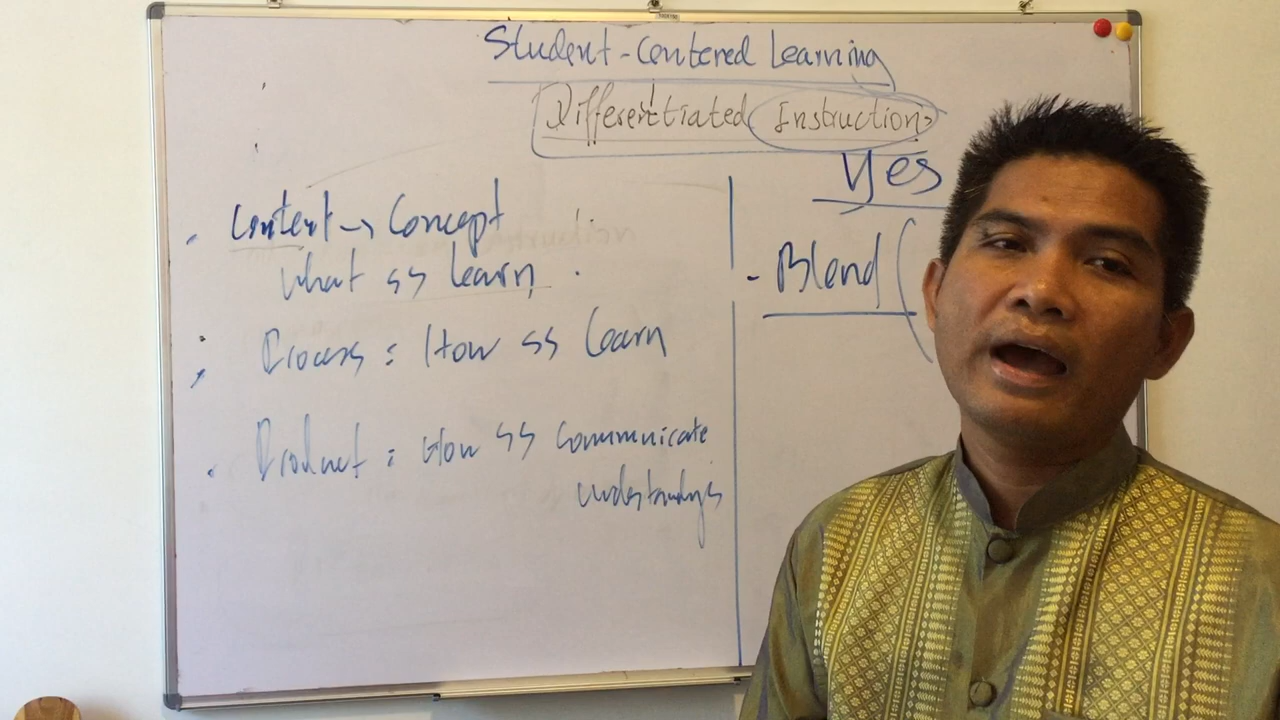 Student-Centered Learning
Differentiated Instruction
Yes
Content → Concept
What ss learn
Process : How ss learn
Product : How ss communicate
understandings
- Blend (